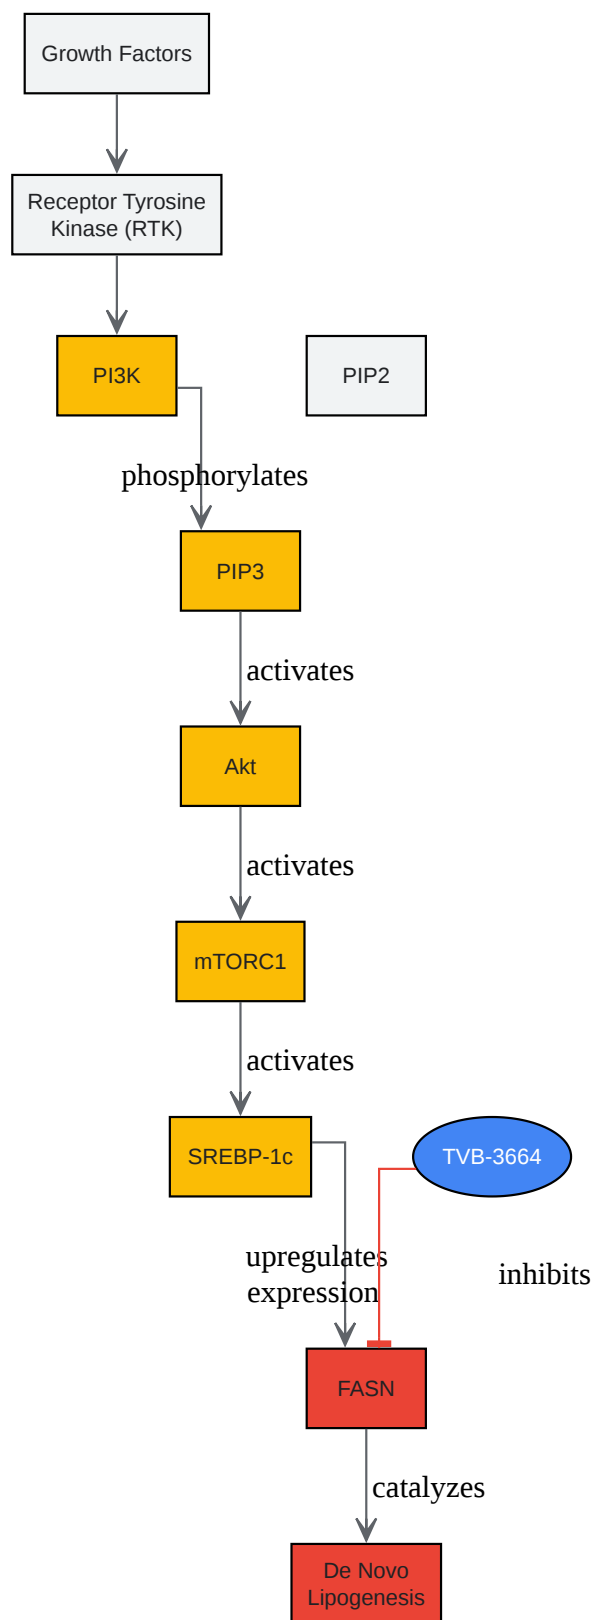 Growth Factors
Receptor Tyrosine
Kinase (RTK)
PI3K
PIP2
phosphorylates
PIP3
activates
Akt
activates
mTORC1
activates
SREBP-1c
TVB-3664
upregulates
expression
inhibits
FASN
catalyzes
De Novo
Lipogenesis